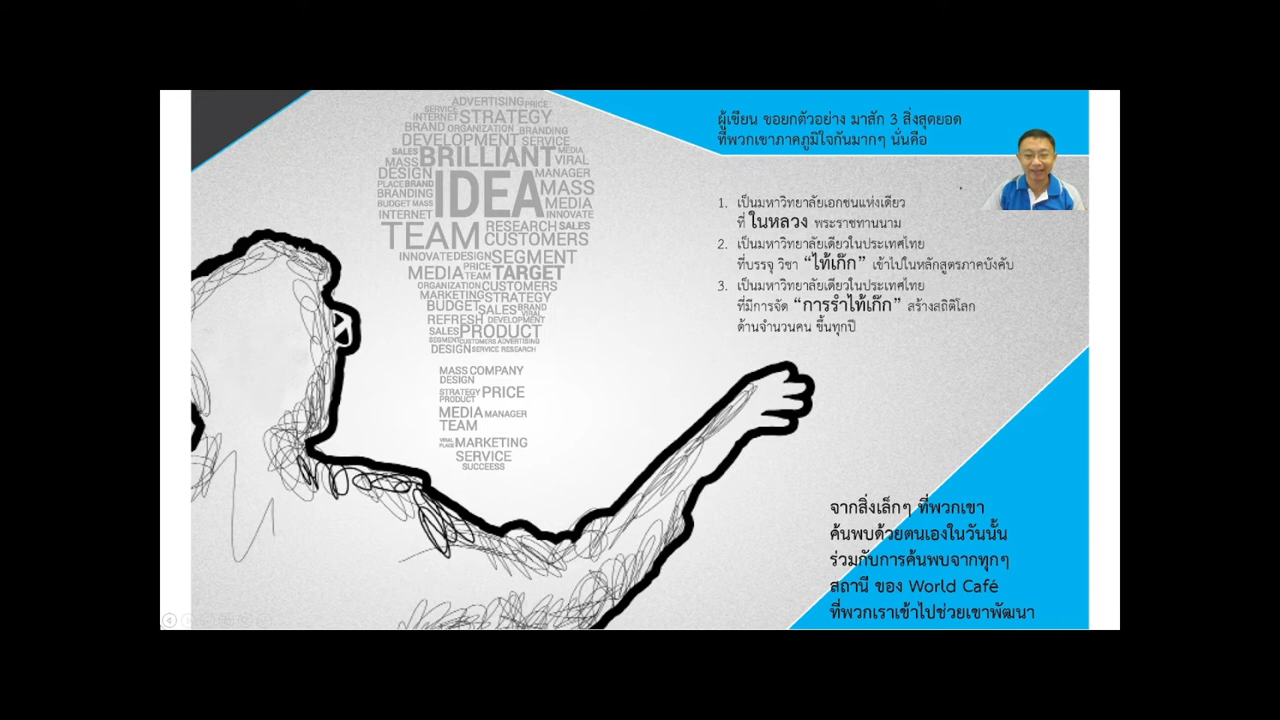 ADVERTISING PRICE
SERVICE
INTERNET STRATEGY
BRAND ORGANIZATION BRANDING
DEVELOPMENT SERVICE
SALES BRILLIANT MEDIA
MASS VIRAL
DESIGN MANAGER
PLACE BRAND IDEA MASS
BRANDING
BUDGET MASS MEDIA
INTERNET INNOVATE
TEAM RESEARCH SALES
CUSTOMERS
INNOVATE DESIGN SEGMENT
MEDIA PRICE TARGET
TEAM
ORGANIZATION CUSTOMERS
MARKETING STRATEGY
BUDGET SALES BRAND
VIRAL
REFRESH DEVELOPMENT
SALES PRODUCT
SEGMENT CUSTOMERS ADVERTISING
DESIGN SERVICE RESEARCH
MASS COMPANY
DESIGN
STRATEGY PRICE
PRODUCT
MEDIA MANAGER
TEAM
VIRAL MARKETING
PLACE
SERVICE
SUCCEESS
ผู้เขียน ขอยกตัวอย่าง มาสัก 3 สิ่งสุดยอด
ที่พวกเขาภาคภูมิใจกันมากๆ นั่นคือ
1. เป็นมหาวิทยาลัยเอกชนแห่งเดียว
ที่ ในหลวง พระราชทานนาม
2. เป็นมหาวิทยาลัยเดียวในประเทศไทย
ที่บรรจุ วิชา “ไท้เก๊ก” เข้าไปในหลักสูตรภาคบังคับ
3. เป็นมหาวิทยาลัยเดียวในประเทศไทย
ที่มีการจัด “การรำไท้เก๊ก” สร้างสถิติโลก
ด้านจำนวนคน ขึ้นทุกปี
จากสิ่งเล็กๆ ที่พวกเขา
ค้นพบด้วยตนเองในวันนั้น
ร่วมกับการค้นพบจากทุกๆ
สถานี ของ World Café
ที่พวกเราเข้าไปช่วยเขาพัฒนา